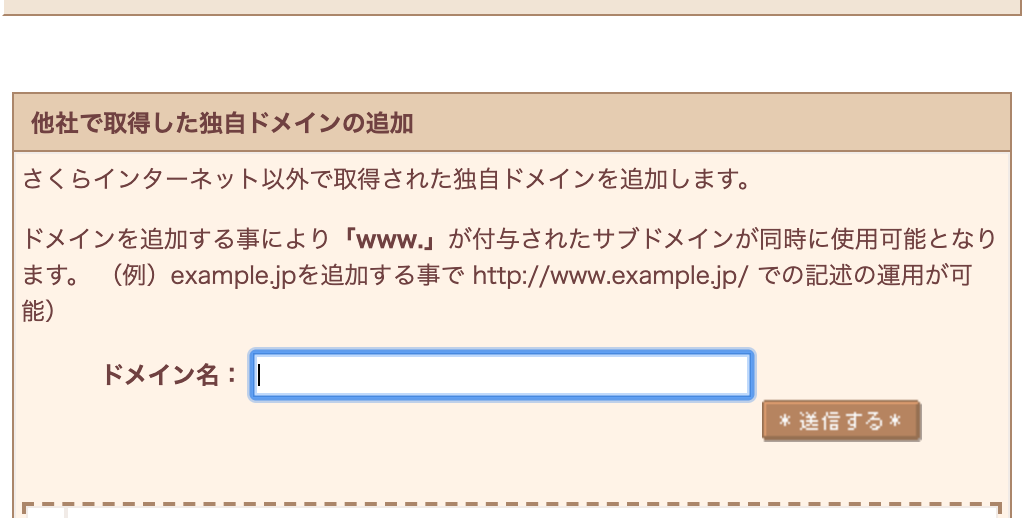 他社で取得した独自ドメインの追加
さくらインターネット以外で取得された独自ドメインを追加します。
ドメインを追加する事により「www.」が付与されたサブドメインが同時に使用可能となり
ます。 （例）example.jpを追加する事で http://www.example.jp/ での記述の運用が可
能）
ドメイン名：
＊送信する＊